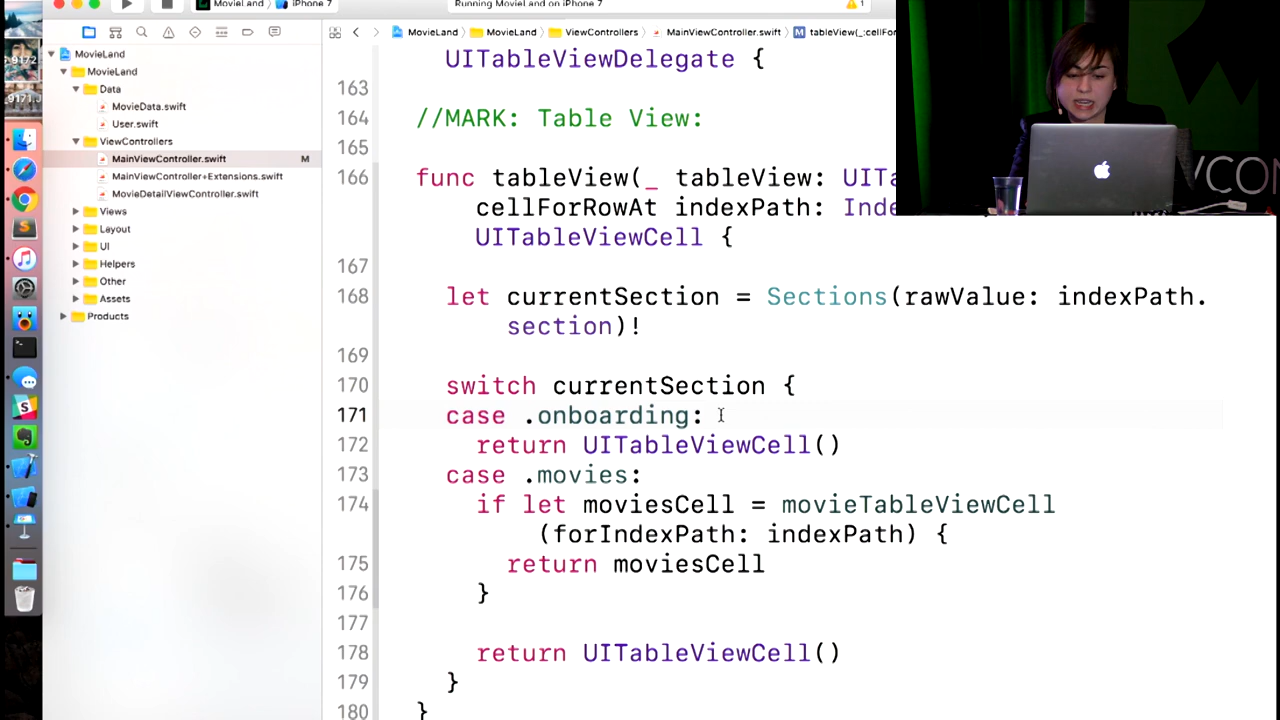 MovieLand
iPhone 7
Running MovieLand on iPhone 7
1
MovieLand
MovieLand
ViewControllers
MainViewController.swift
M
MovieLand
MovieLand
Data
MovieData.swift
User.swift
ViewControllers
MainViewController.swift
M
MainViewController+Extensions.swift
MovieDetailViewController.swift
Views
Layout
UI
Helpers
Other
Assets
Products
UITableViewDelegate {
163
164 //MARK: Table View:
165
166 func tableView(_ tableView:
cellForRowAt indexPath:
UITableViewCell {
167
168 let currentSection = Sections(rawValue: indexPath.
section)!
169
170 switch currentSection {
171 case .onboarding:
172 return UITableViewCell()
173 case .movies:
174 if let moviesCell = movieTableViewCell
(forIndexPath: indexPath) {
175 return moviesCell
176 }
177
178 return UITableViewCell()
179 }
180 }